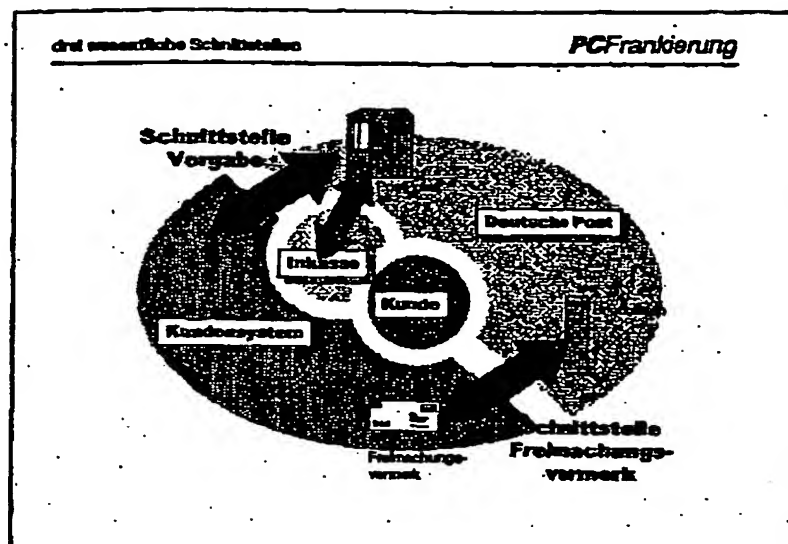 drei wesentliche Schnittstellen
PCFrankierung
Schnittstelle
Vorgabe
Deutsche Post
Inkasso
Kunde
Kundensystem
Schnittstelle
Freimachungs-
vermerk
Freimachungs-
vermerk